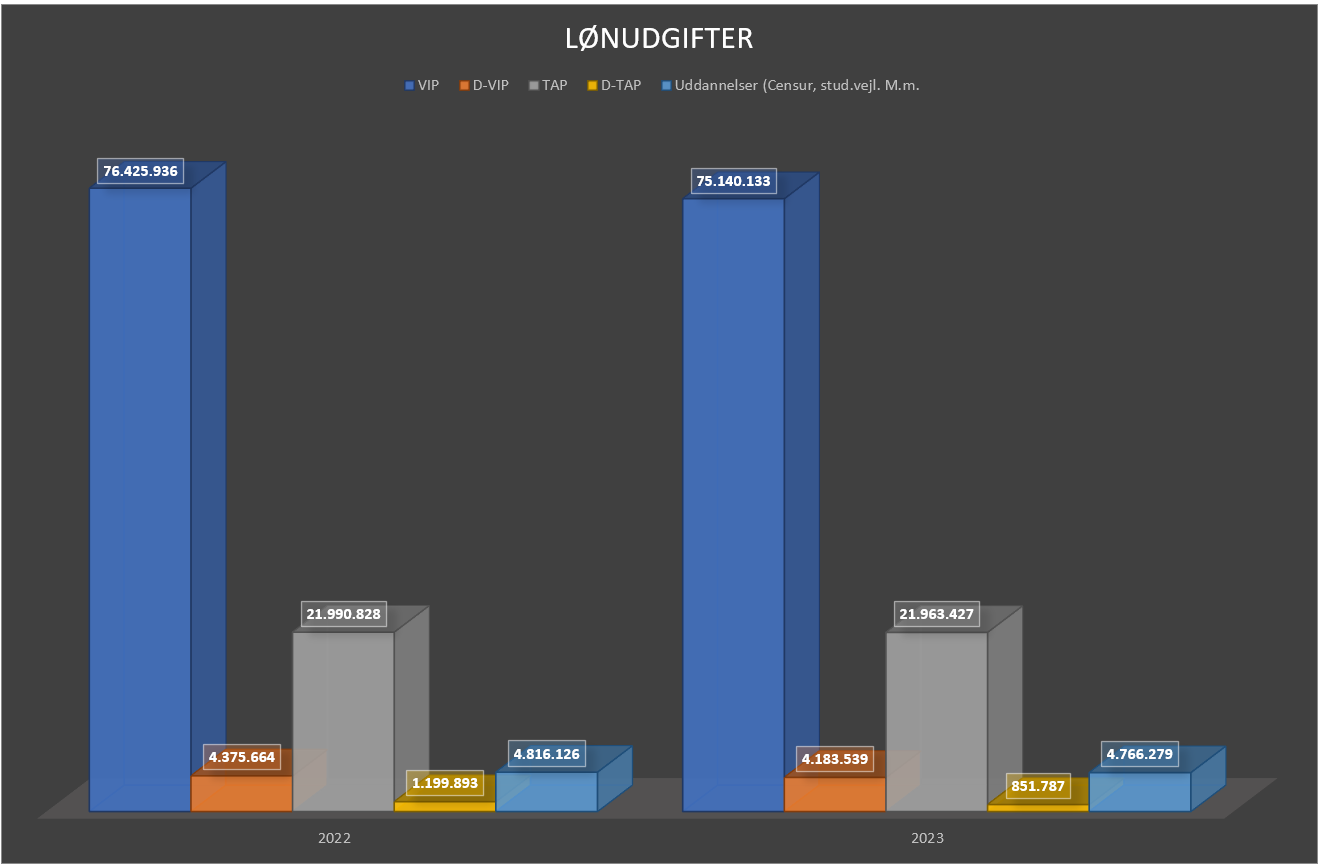 LØNUDGIFTER
VIP D-VIP TAP D-TAP Uddannelser (Censur, stud.vejl. M.m.
76.425.936 75.140.133
21.990.828 21.963.427
4.375.664 4.816.126 4.183.539 4.766.279
1.199.893 851.787
2022 2023